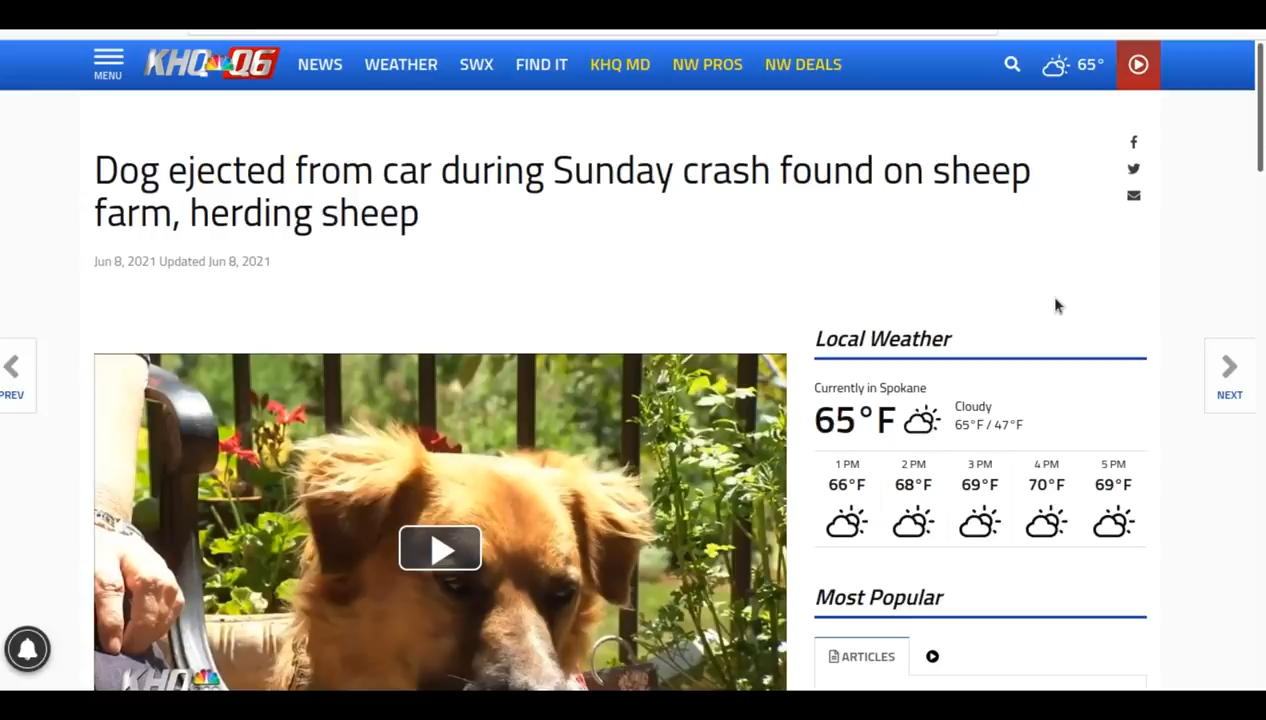 MENU
KHQ Q6
NEWS
WEATHER
SWX
FIND IT
KHQ MD
NW PROS
NW DEALS
65°
Dog ejected from car during Sunday crash found on sheep
farm, herding sheep
Jun 8, 2021 Updated Jun 8, 2021
PREV
NEXT
KHQ
Local Weather
Currently in Spokane
65°F
Cloudy
65°F / 47°F
1 PM
2 PM
3 PM
4 PM
5 PM
66°F
68°F
69°F
70°F
69°F
Most Popular
ARTICLES